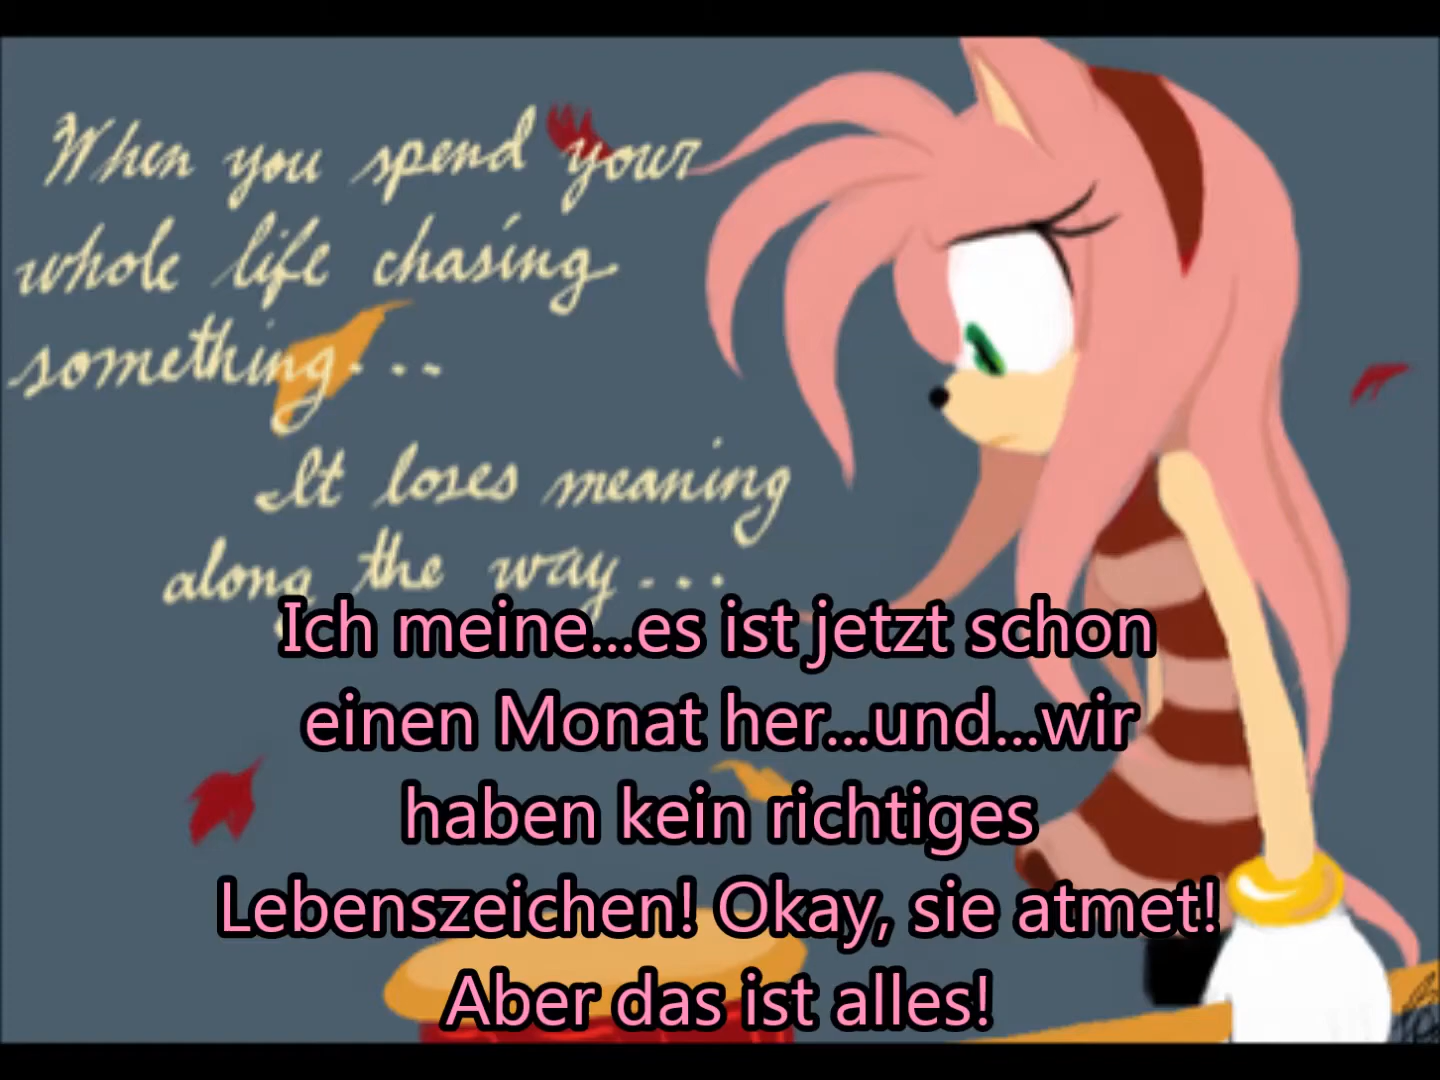 When you spend your
whole life chasing
something...
It loses meaning
along the way...
Ich meine...es ist jetzt schon
einen Monat her...und...wir
haben kein richtiges
Lebenszeichen! Okay, sie atmet!
Aber das ist alles!